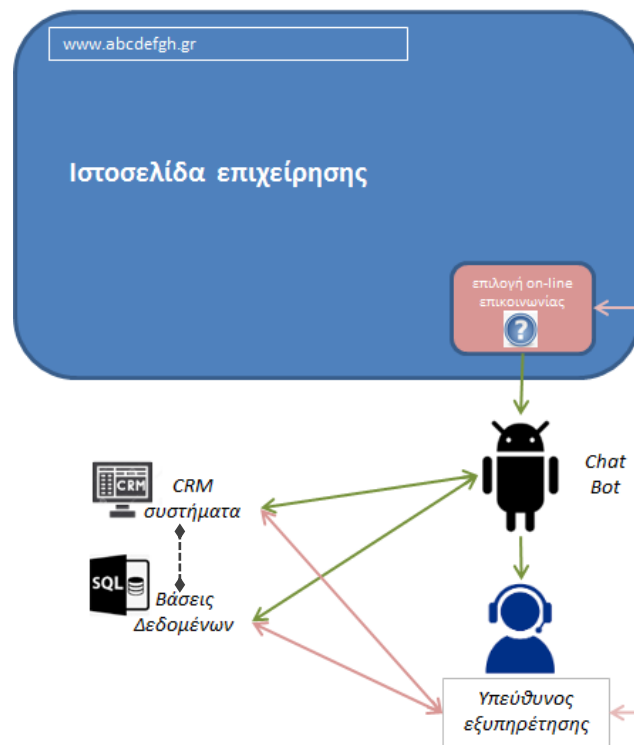 www.abcdefgh.gr
Ιστοσελίδα επιχείρησης
επιλογή on-line
επικοινωνίας
?
Chat
Bot
CRM
CRM
συστήματα
SQL
Βάσεις
Δεδομένων
Υπεύθυνος
εξυπηρέτησης